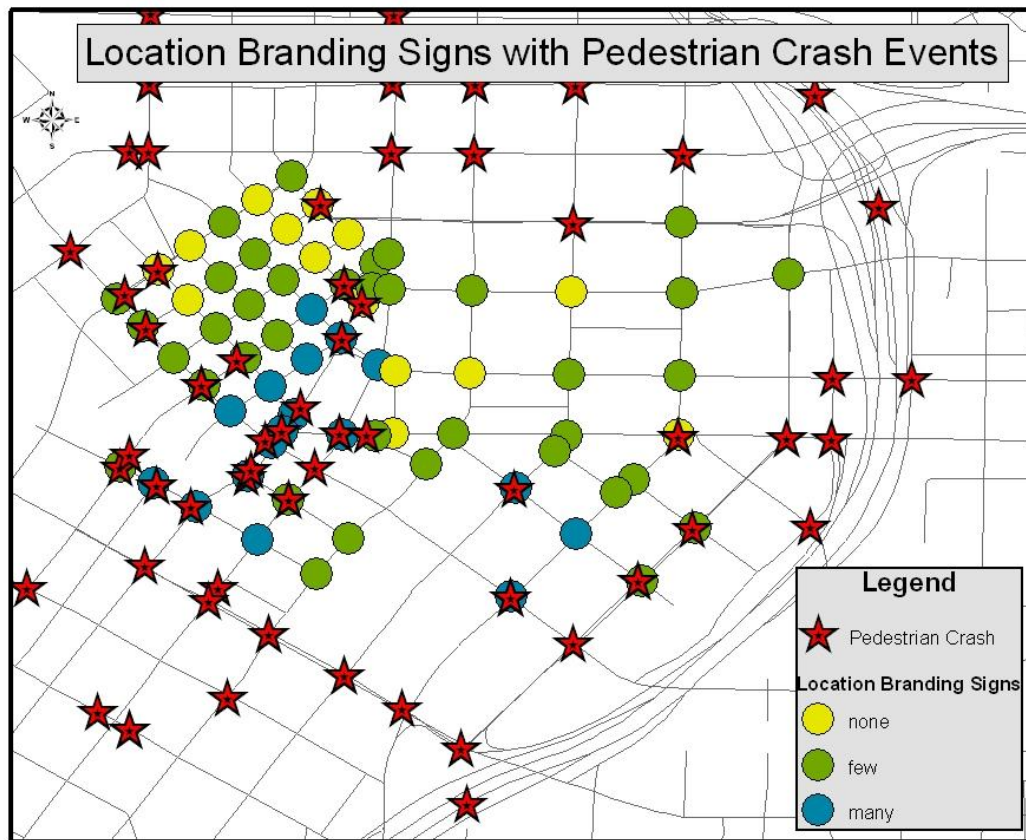 Location Branding Signs with Pedestrian Crash Events
N
W E
S
Legend
Pedestrian Crash
Location Branding Signs
none
few
many